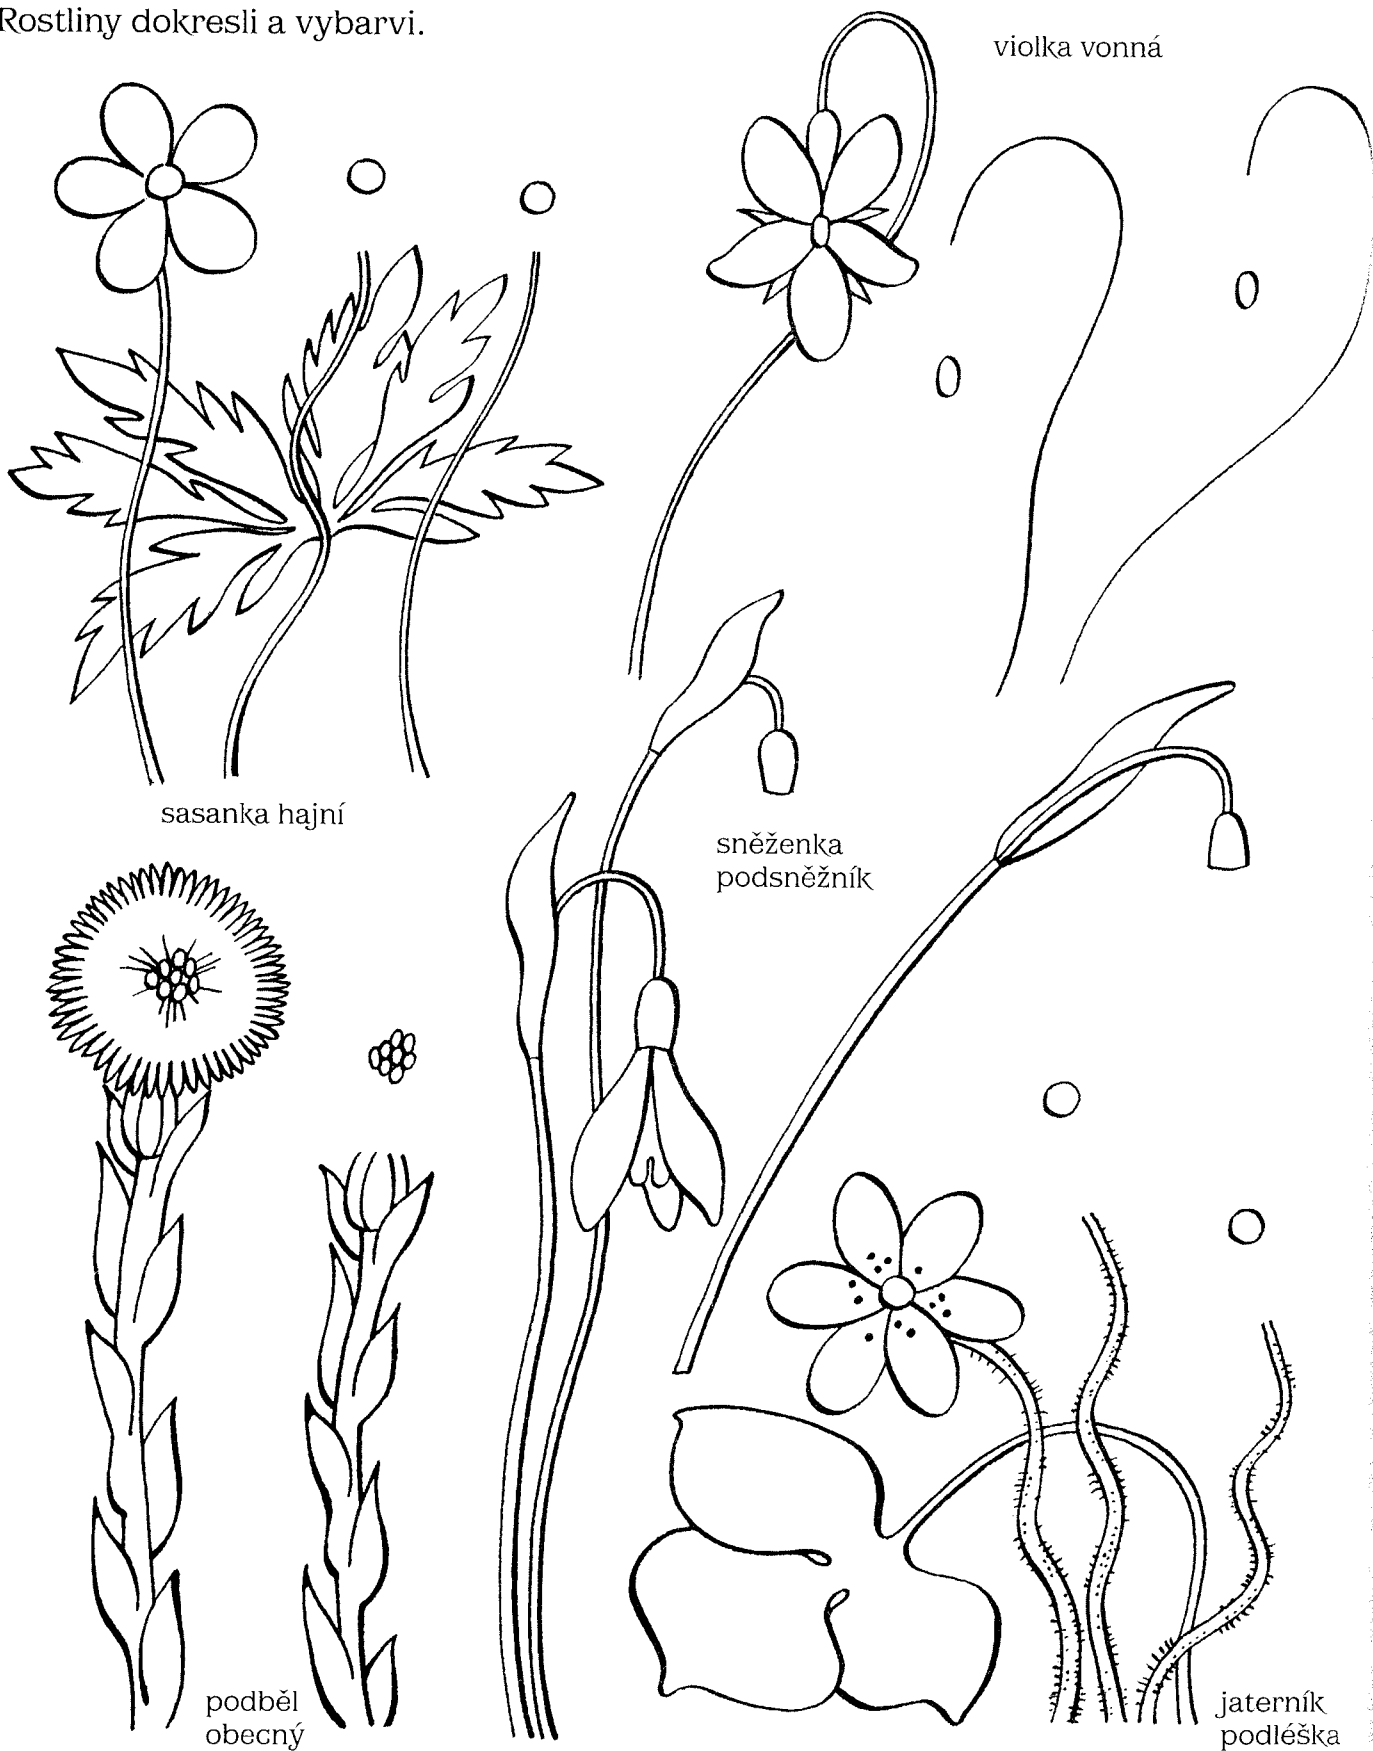 Rostliny dokresli a vybarvi.
violka vonná
sasanka hajní
sněženka
podsněžník
podběl
obecný
jaterník
podléška